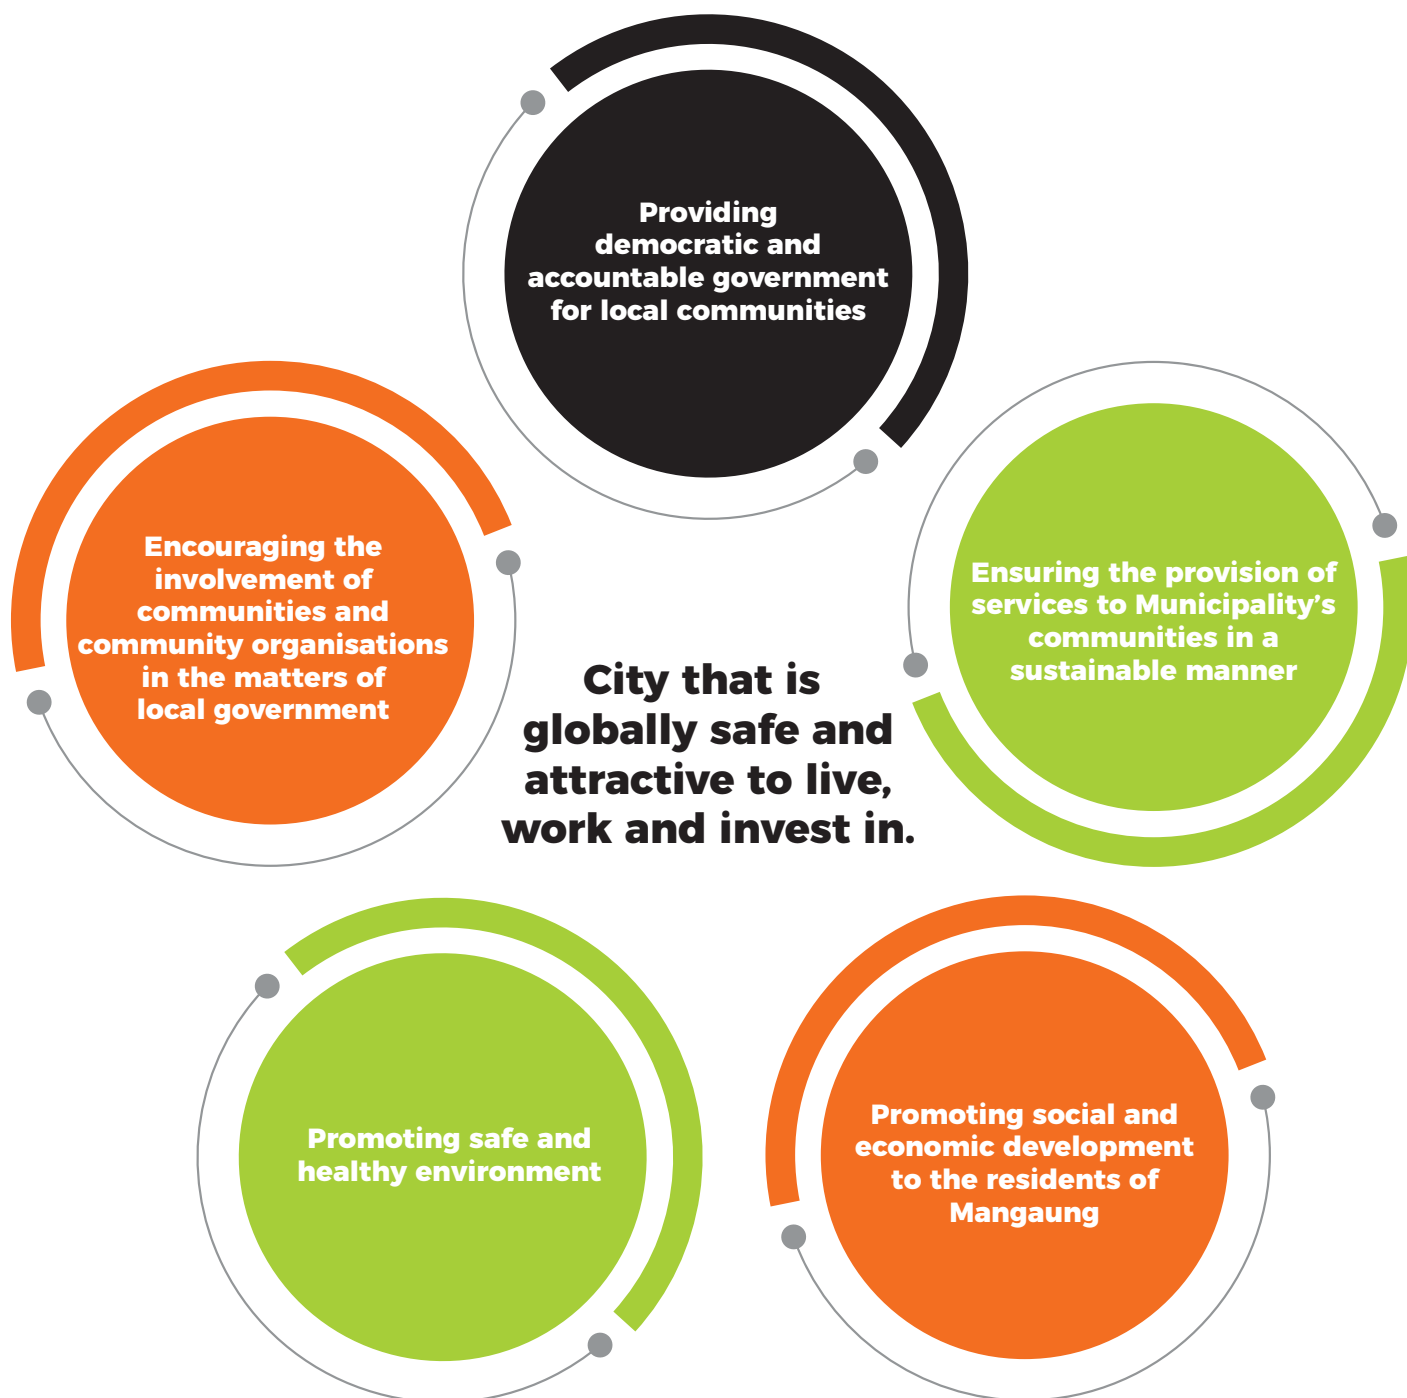 Providing
democratic and
accountable government
for local communities
Encouraging the
involvement of
communities and
community organisations
in the matters of
local government
Ensuring the provision of
services to Municipality’s
communities in a
sustainable manner
City that is
globally safe and
attractive to live,
work and invest in.
Promoting safe and
healthy environment
Promoting social and
economic development
to the residents of
Mangaung